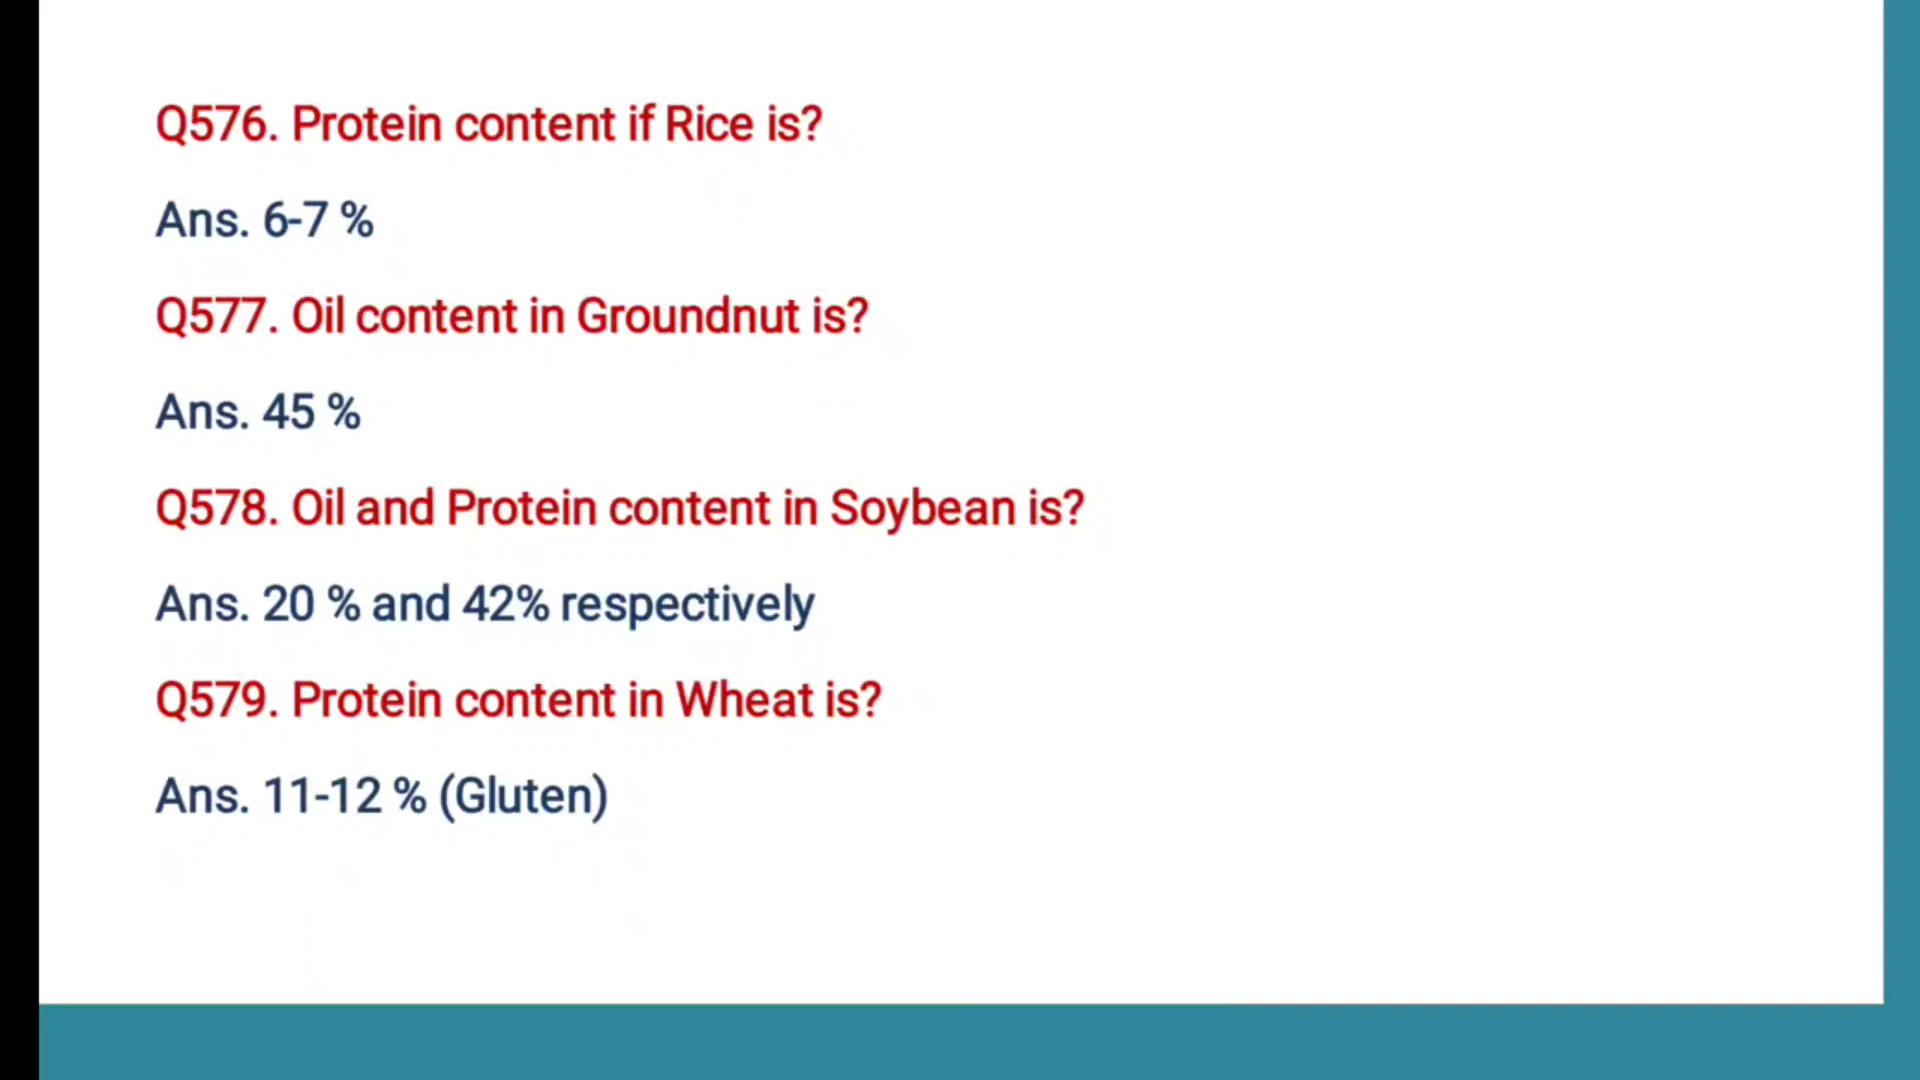 Q576. Protein content if Rice is?
Ans. 6-7 %
Q577. Oil content in Groundnut is?
Ans. 45 %
Q578. Oil and Protein content in Soybean is?
Ans. 20 % and 42% respectively
Q579. Protein content in Wheat is?
Ans. 11-12 % (Gluten)